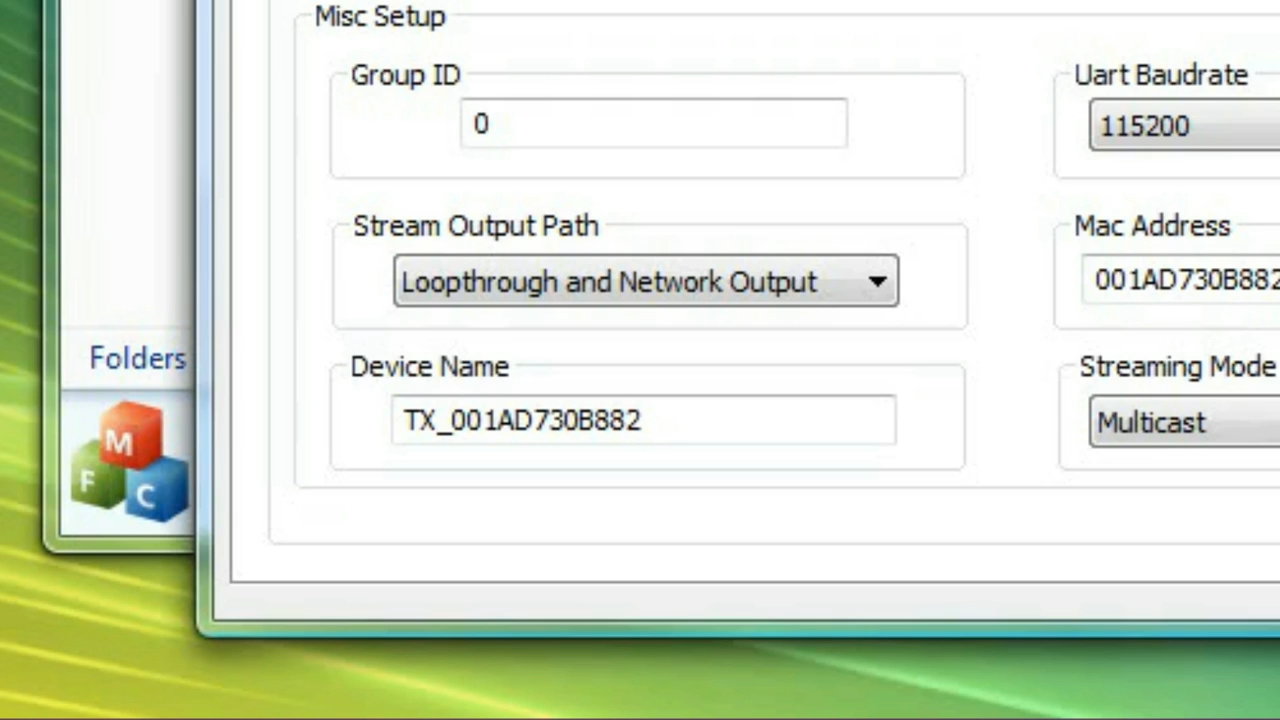 Misc Setup
Group ID
0
Uart Baudrate
115200
Stream Output Path
Loopthrough and Network Output
Mac Address
001AD730B882
Device Name
TX_001AD730B882
Streaming Mode
Multicast
Folders
M
F
C